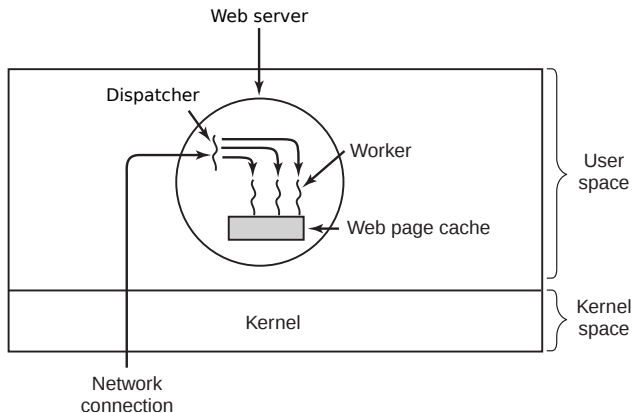 Web server
Dispatcher
Worker
User
space
Web page cache
Kernel
Kernel
space
Network
connection